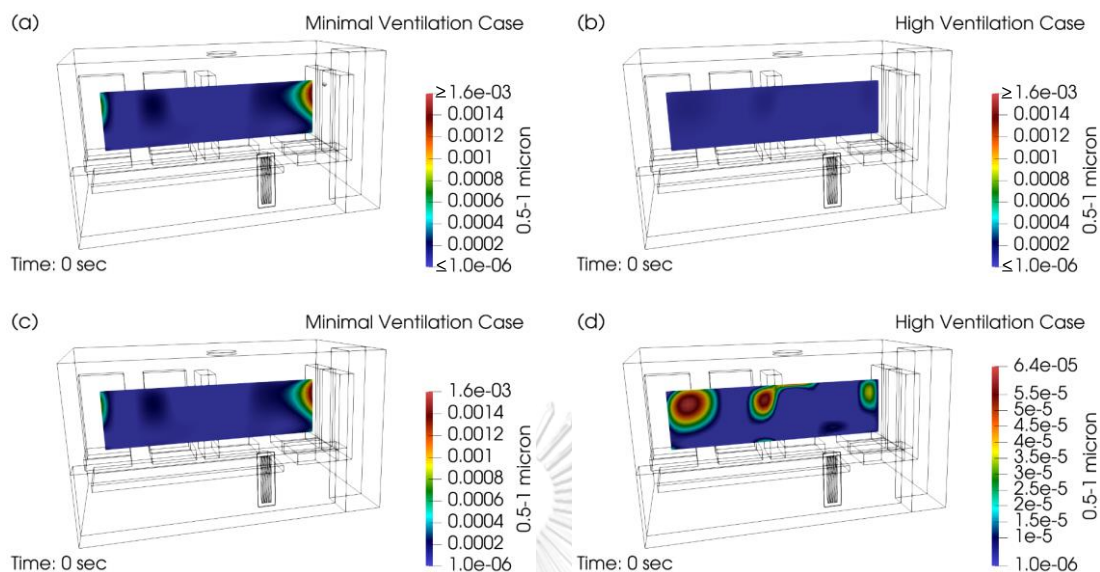 (a) Minimal Ventilation Case
≥ 1.6e-03
0.0014
0.0012
0.001
0.0008
0.0006
0.0004
0.0002
≤ 1.0e-06
0.5-1 micron
Time: 0 sec
(b) High Ventilation Case
≥ 1.6e-03
0.0014
0.0012
0.001
0.0008
0.0006
0.0004
0.0002
≤ 1.0e-06
0.5-1 micron
Time: 0 sec
(c) Minimal Ventilation Case
1.6e-03
0.0014
0.0012
0.001
0.0008
0.0006
0.0004
0.0002
1.0e-06
0.5-1 micron
Time: 0 sec
(d) High Ventilation Case
6.4e-05
5.5e-5
5e-5
4.5e-5
4e-5
3.5e-5
3e-5
2.5e-5
2e-5
1.5e-5
1e-5
1.0e-06
0.5-1 micron
Time: 0 sec